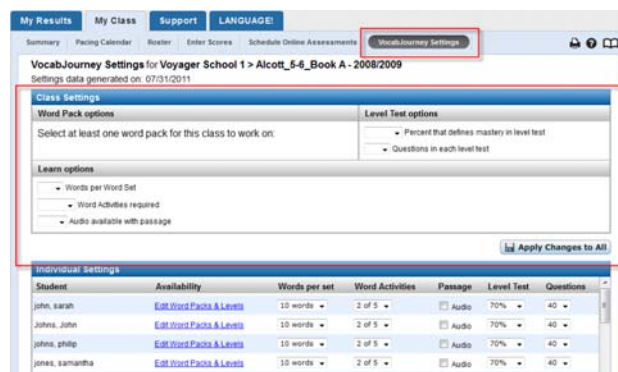 My Results My Class Support LANGUAGE!
Summary Pacing Calendar Roster Enter Scores Schedule Online Assessments VocabJourney Settings
VocabJourney Settings for Voyager School 1 > Alcott_5-6_Book A - 2008/2009
Settings data generated on: 07/31/2011
Class Settings
Word Pack options Level Test options
Select at least one word pack for this class to work on:
Percent that defines mastery in level test
Questions in each level test
Learn options
Words per Word Set
Word Activities required
Audio available with passage
Apply Changes to All
Individual Settings
Student Availability Words per set Word Activities Passage Level Test Questions
john, sarah Edit Word Packs & Levels 10 words 2 of 5 Audio 70% 40
Johns, John Edit Word Packs & Levels 10 words 2 of 5 Audio 70% 40
johns, philip Edit Word Packs & Levels 10 words 2 of 5 Audio 70% 40
jones, samantha Edit Word Packs & Levels 10 words 2 of 5 Audio 70% 40